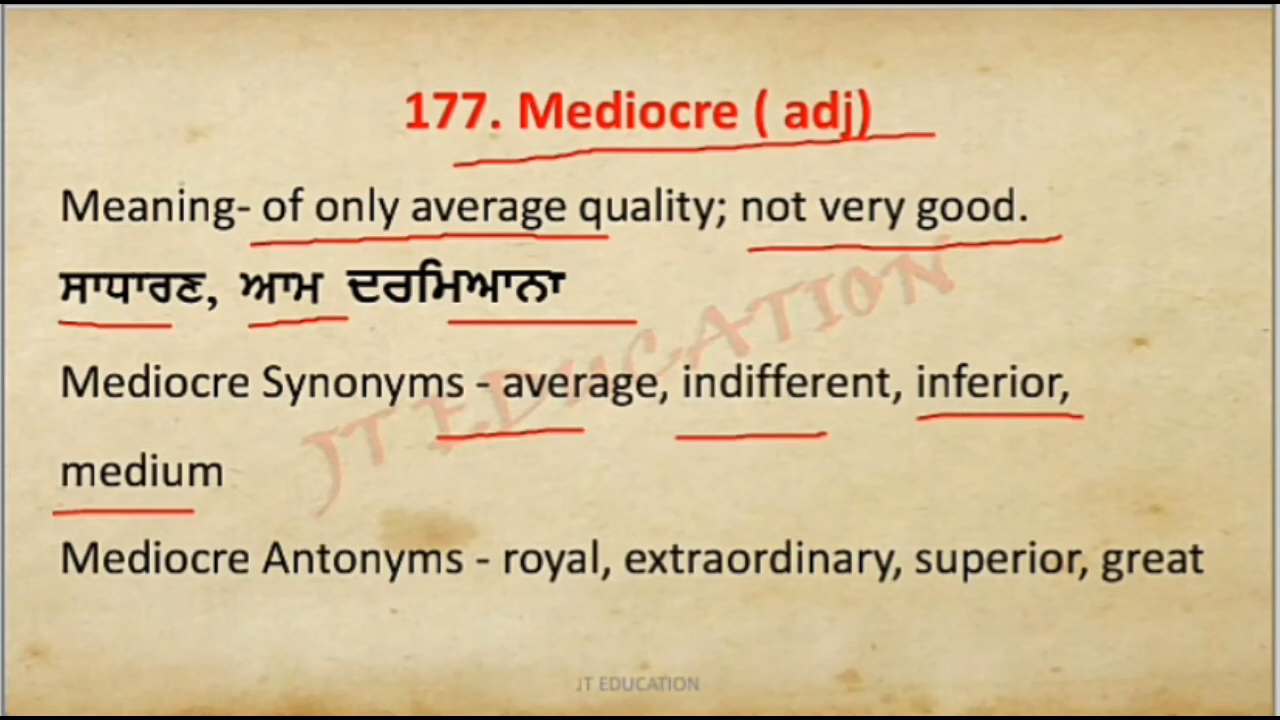 177. Mediocre ( adj)
Meaning- of only average quality; not very good.
ਸਾਧਾਰਣ, ਆਮ ਦਰਮਿਆਨਾ
Mediocre Synonyms - average, indifferent, inferior,
medium
Mediocre Antonyms - royal, extraordinary, superior, great
JT EDUCATION
JT EDUCATION